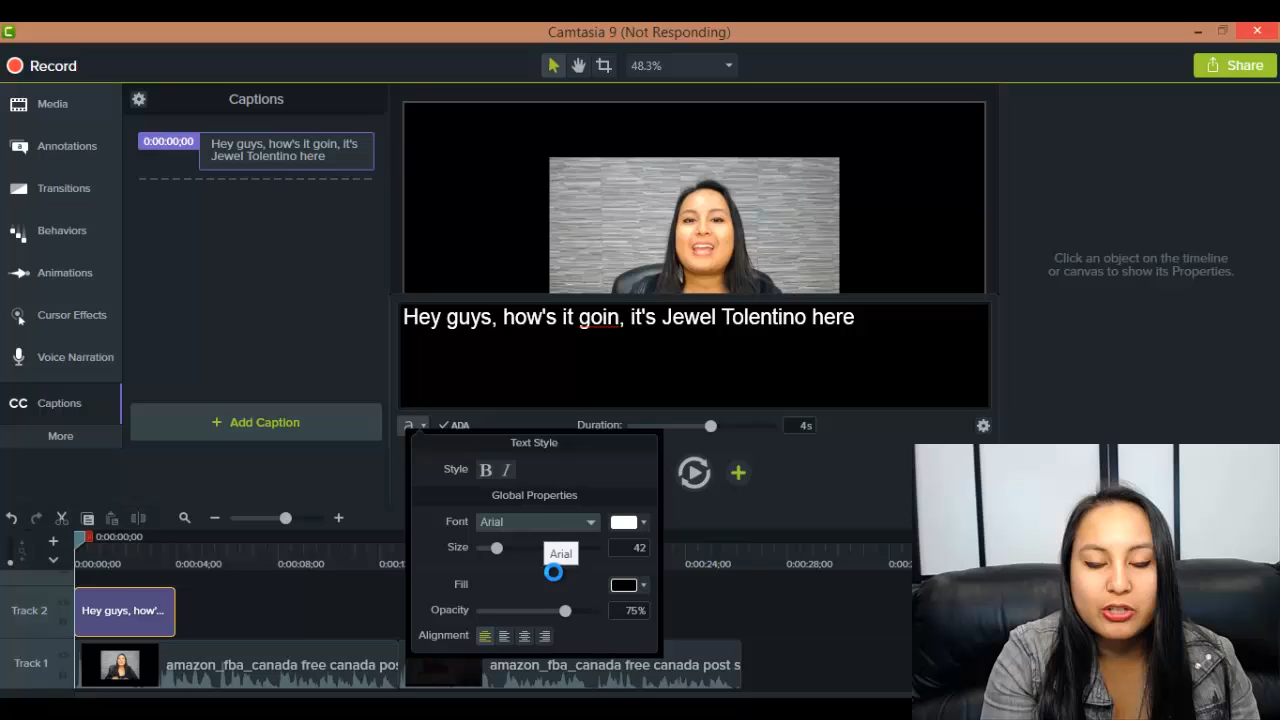 Camtasia 9 (Not Responding)
Record
48.3%
Share
Media
Annotations
Transitions
Behaviors
Animations
Cursor Effects
Voice Narration
CC Captions
More
Captions
0:00:00;00
Hey guys, how's it goin, it's
Jewel Tolentino here
+ Add Caption
Click an object on the timeline
or canvas to show its Properties.
Hey guys, how's it goin, it's Jewel Tolentino here
a
ADA
Duration:
4s
Text Style
Style B I
Global Properties
Font Arial
Size 42
Arial
Fill
Opacity 75%
Alignment
0:00:00;00
0:00:00;00 0:00:04;00 0:00:08;00 0:00:24;00 0:00:28;00
Track 2
Hey guys, how'...
Track 1
amazon_fba_canada free canada pos
amazon_fba_canada free canada post s